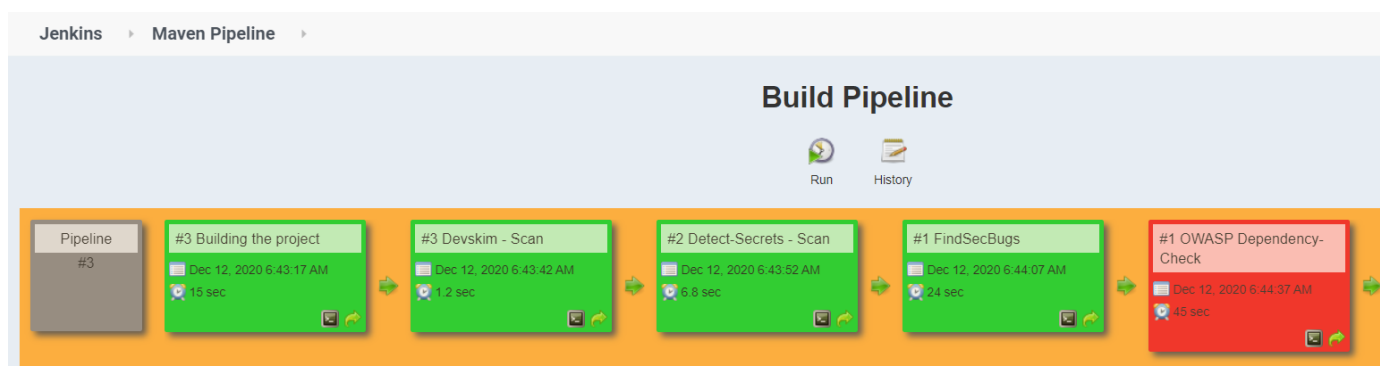 Jenkins Maven Pipeline
Build Pipeline
Run History
Pipeline
#3
#3 Building the project
Dec 12, 2020 6:43:17 AM
15 sec
#3 Devskim - Scan
Dec 12, 2020 6:43:42 AM
1.2 sec
#2 Detect-Secrets - Scan
Dec 12, 2020 6:43:52 AM
6.8 sec
#1 FindSecBugs
Dec 12, 2020 6:44:07 AM
24 sec
#1 OWASP Dependency-
Check
Dec 12, 2020 6:44:37 AM
45 sec